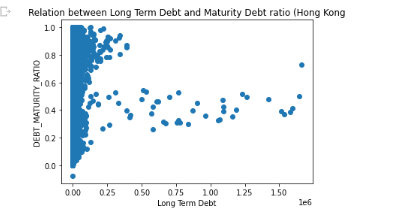 Relation between Long Term Debt and Maturity Debt ratio (Hong Kong
DEBT_MATURITY_RATIO
1.0
0.8
0.6
0.4
0.2
0.0
0.00 0.25 0.50 0.75 1.00 1.25 1.50
1e6
Long Term Debt